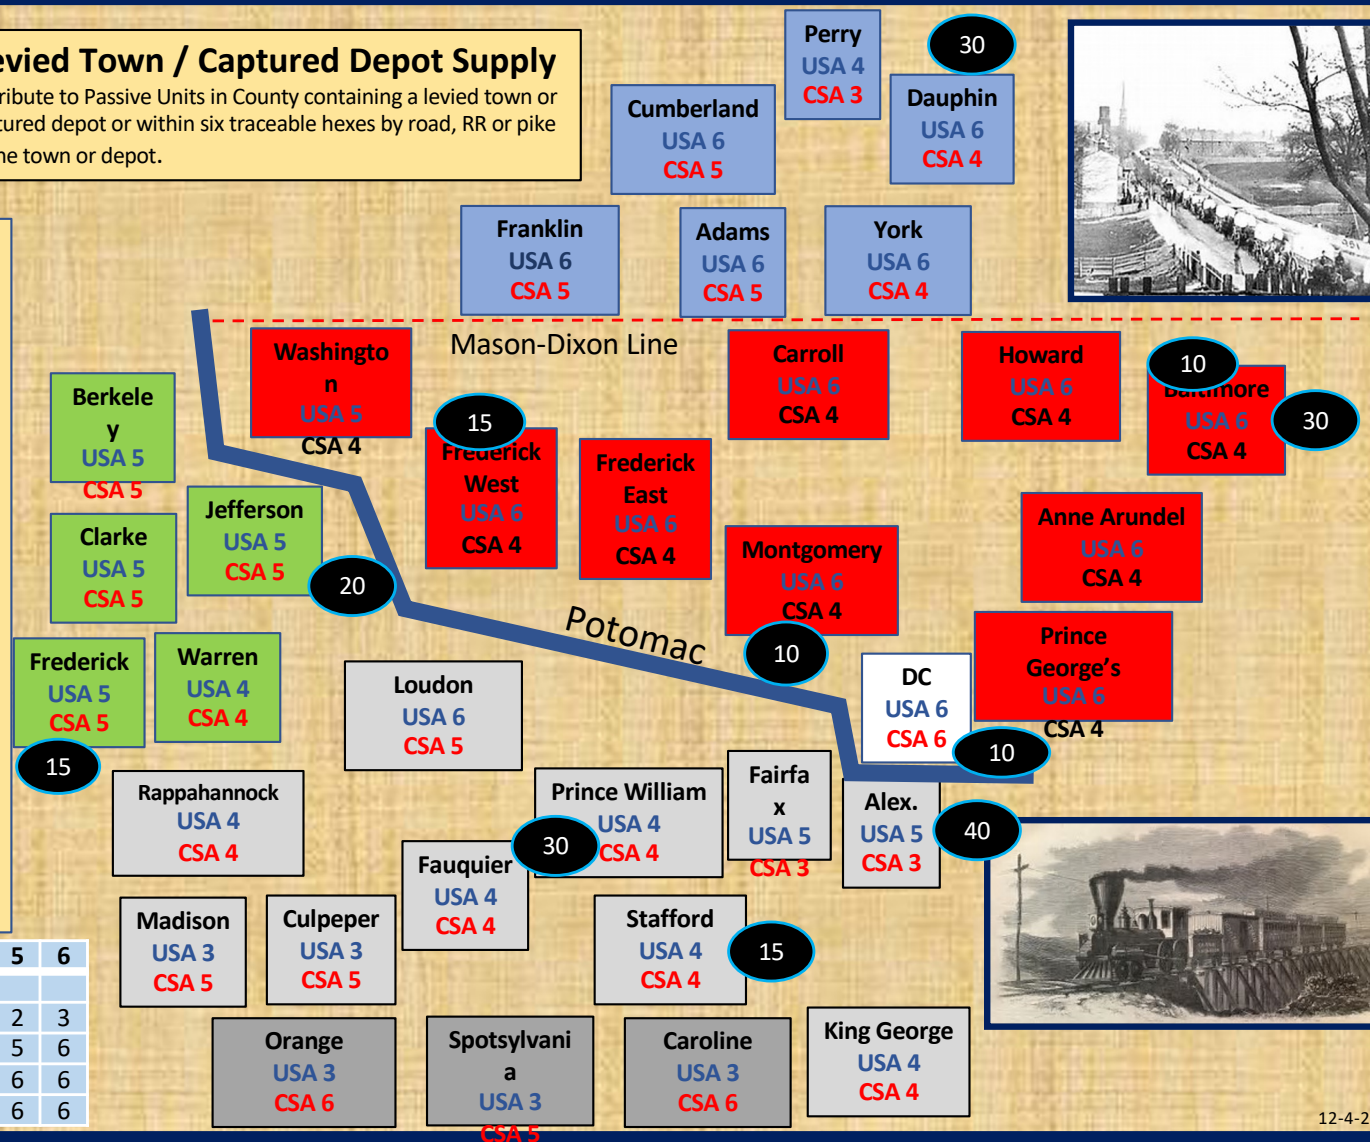 evied Town / Captured Depot Supply
ribute to Passive Units in County containing a levied town or
tured depot or within six traceable hexes by road, RR or pike
ne town or depot.
Perry
USA 4
CSA 3
30
Cumberland
USA 6
CSA 5
Dauphin
USA 6
CSA 4
Franklin
USA 6
CSA 5
Adams
USA 6
CSA 5
York
USA 6
CSA 4
Mason-Dixon Line
Washingto
n
USA 5
CSA 4
Carroll
USA 6
CSA 4
Howard
USA 6
CSA 4
10
Baltimore
USA 6
CSA 4
30
Berkele
y
USA 5
CSA 5
15
Frederick
West
USA 6
CSA 4
Frederick
East
USA 6
CSA 4
Jefferson
USA 5
CSA 5
20
Clarke
USA 5
CSA 5
Anne Arundel
USA 6
CSA 4
Montgomery
USA 6
CSA 4
10
Potomac
Prince
George's
USA 6
CSA 4
Frederick
USA 5
CSA 5
15
Warren
USA 4
CSA 4
Loudon
USA 6
CSA 5
DC
USA 6
CSA 6
10
Rappahannock
USA 4
CSA 4
Prince William
USA 4
CSA 4
30
Fairfa
x
USA 5
CSA 3
Alex.
USA 5
CSA 3
40
Fauquier
USA 4
CSA 4
Madison
USA 3
CSA 5
Culpeper
USA 3
CSA 5
Stafford
USA 4
CSA 4
15
5 6
2 3
5 6
6 6
6 6
Orange
USA 3
CSA 6
Spotsylvani
a
USA 3
CSA 5
Caroline
USA 3
CSA 6
King George
USA 4
CSA 4
12-4-2